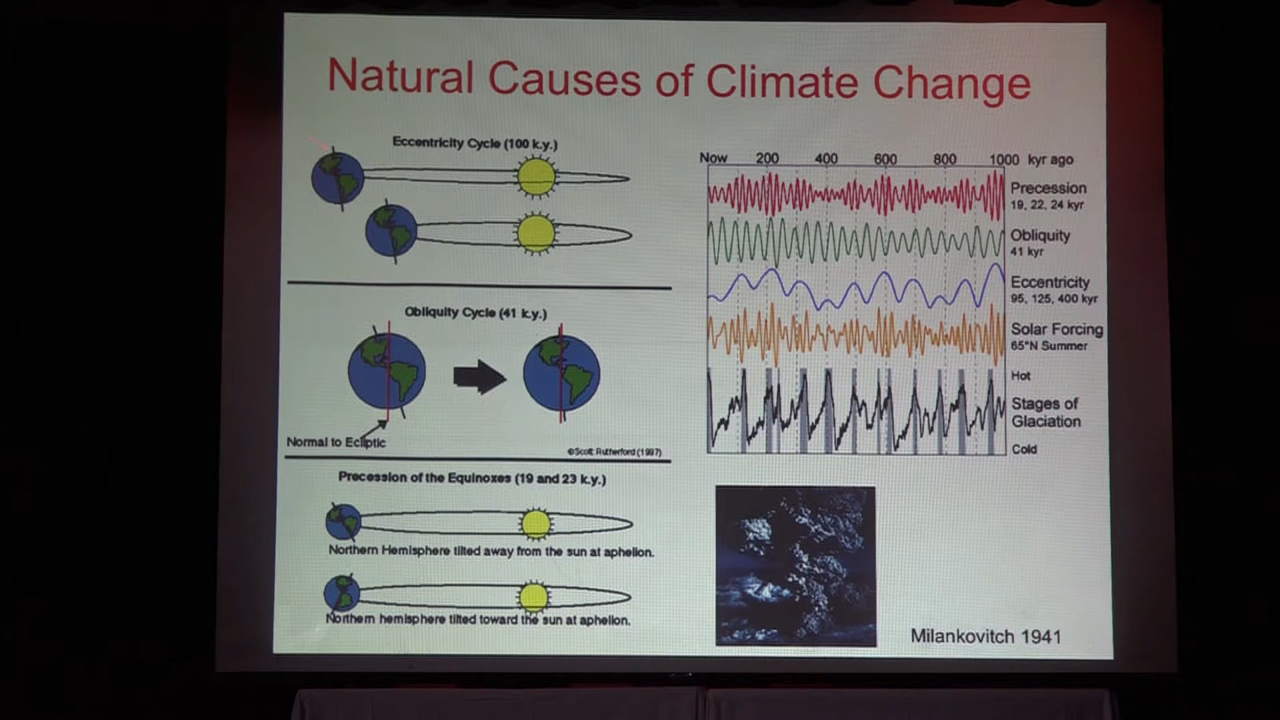 Natural Causes of Climate Change
Eccentricity Cycle (100 k.y.)
Obliquity Cycle (41 k.y.)
Normal to Ecliptic
©Scott Rutherford (1997)
Precession of the Equinoxes (19 and 23 k.y.)
Northern Hemisphere tilted away from the sun at aphelion.
Northern hemisphere tilted toward the sun at aphelion.
Now 200 400 600 800 1000 kyr ago
Precession
19, 22, 24 kyr
Obliquity
41 kyr
Eccentricity
95, 125, 400 kyr
Solar Forcing
65°N Summer
Hot
Stages of
Glaciation
Cold
Milankovitch 1941